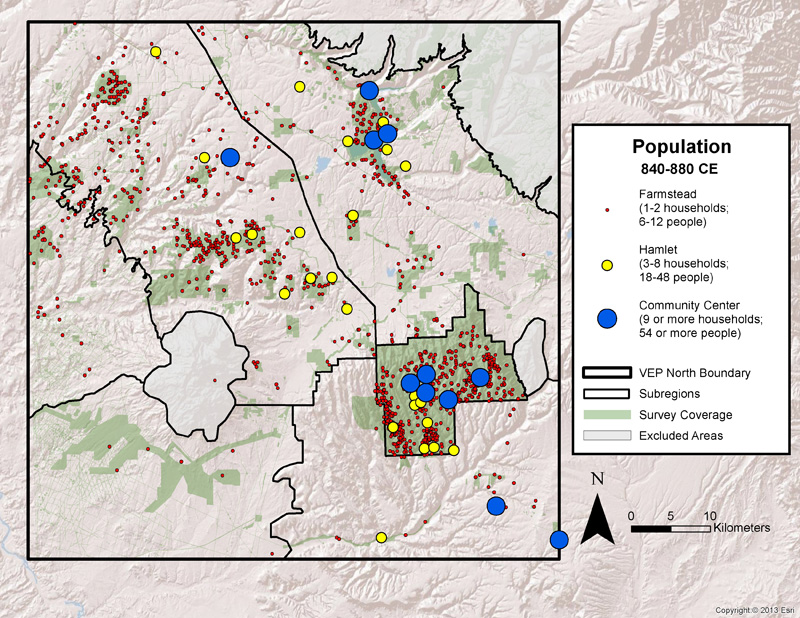 Population
840-880 CE
Farmstead
(1-2 households;
6-12 people)
Hamlet
(3-8 households;
18-48 people)
Community Center
(9 or more households;
54 or more people)
VEP North Boundary
Subregions
Survey Coverage
Excluded Areas
N
0 5 10
Kilometers
Copyright:© 2013 Esri